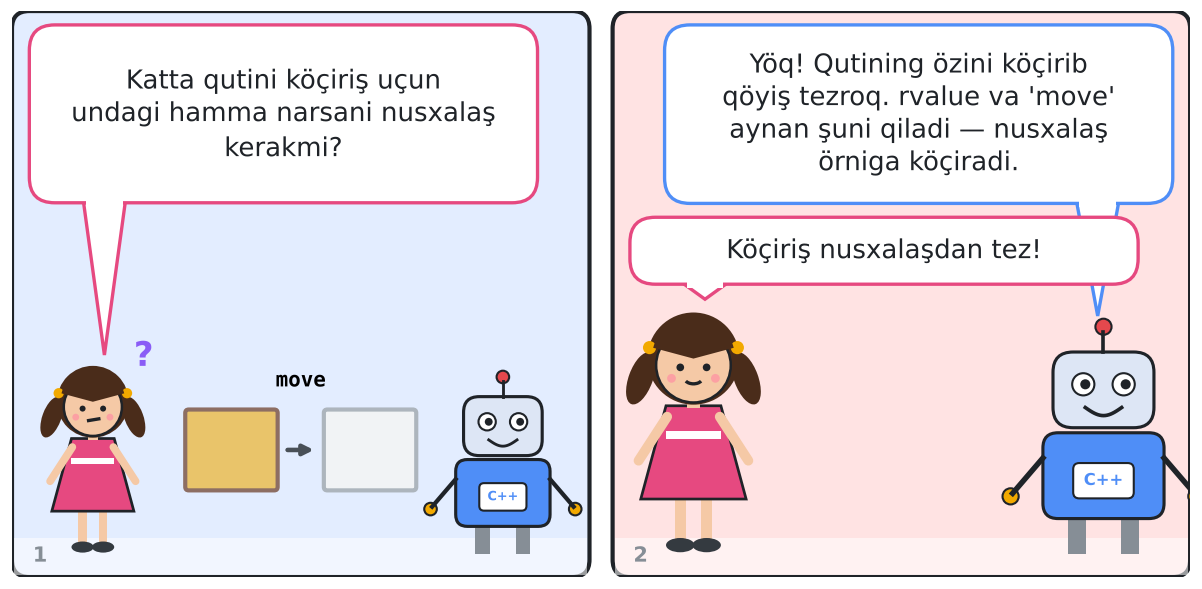 Katta qutini köçiriş uçun
undagi hamma narsani nusxalaş
kerakmi?
?
move
C++
1
Yöq! Qutining özini köçirib
qöyiş tezroq. rvalue va 'move'
aynan şuni qiladi — nusxalaş
örniga köçiradi.
Köçiriş nusxalaşdan tez!
C++
2